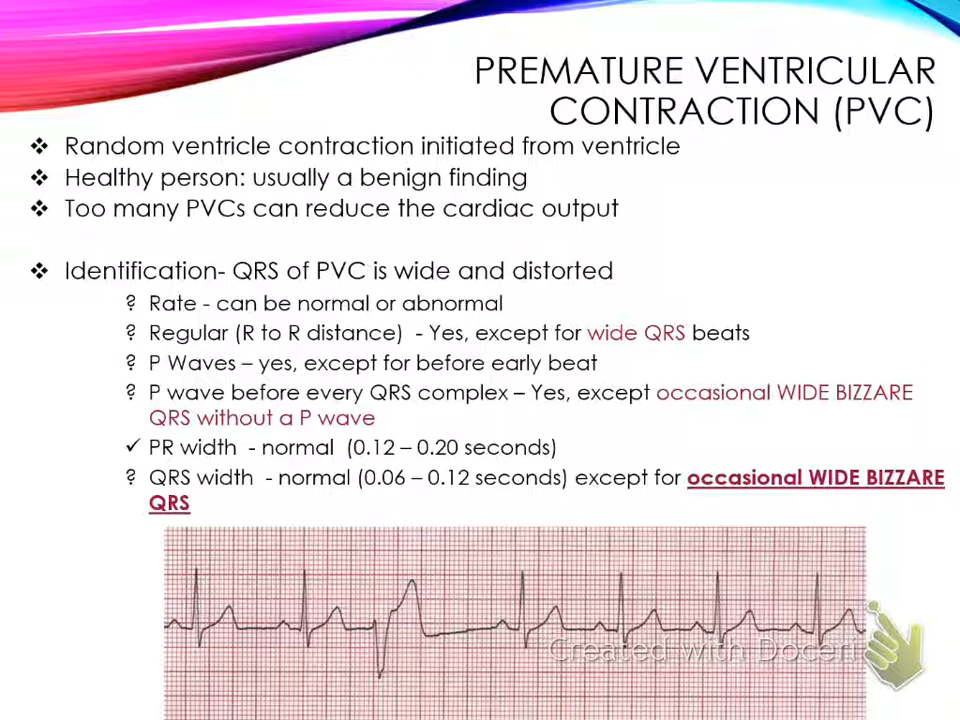 PREMATURE VENTRICULAR
CONTRACTION (PVC)
❖ Random ventricle contraction initiated from ventricle
❖ Healthy person: usually a benign finding
❖ Too many PVCs can reduce the cardiac output
❖ Identification- QRS of PVC is wide and distorted
? Rate - can be normal or abnormal
? Regular (R to R distance) - Yes, except for wide QRS beats
? P Waves – yes, except for before early beat
? P wave before every QRS complex – Yes, except occasional WIDE BIZZARE
QRS without a P wave
✓ PR width - normal (0.12 – 0.20 seconds)
? QRS width - normal (0.06 – 0.12 seconds) except for occasional WIDE BIZZARE
QRS
Created with Doceri